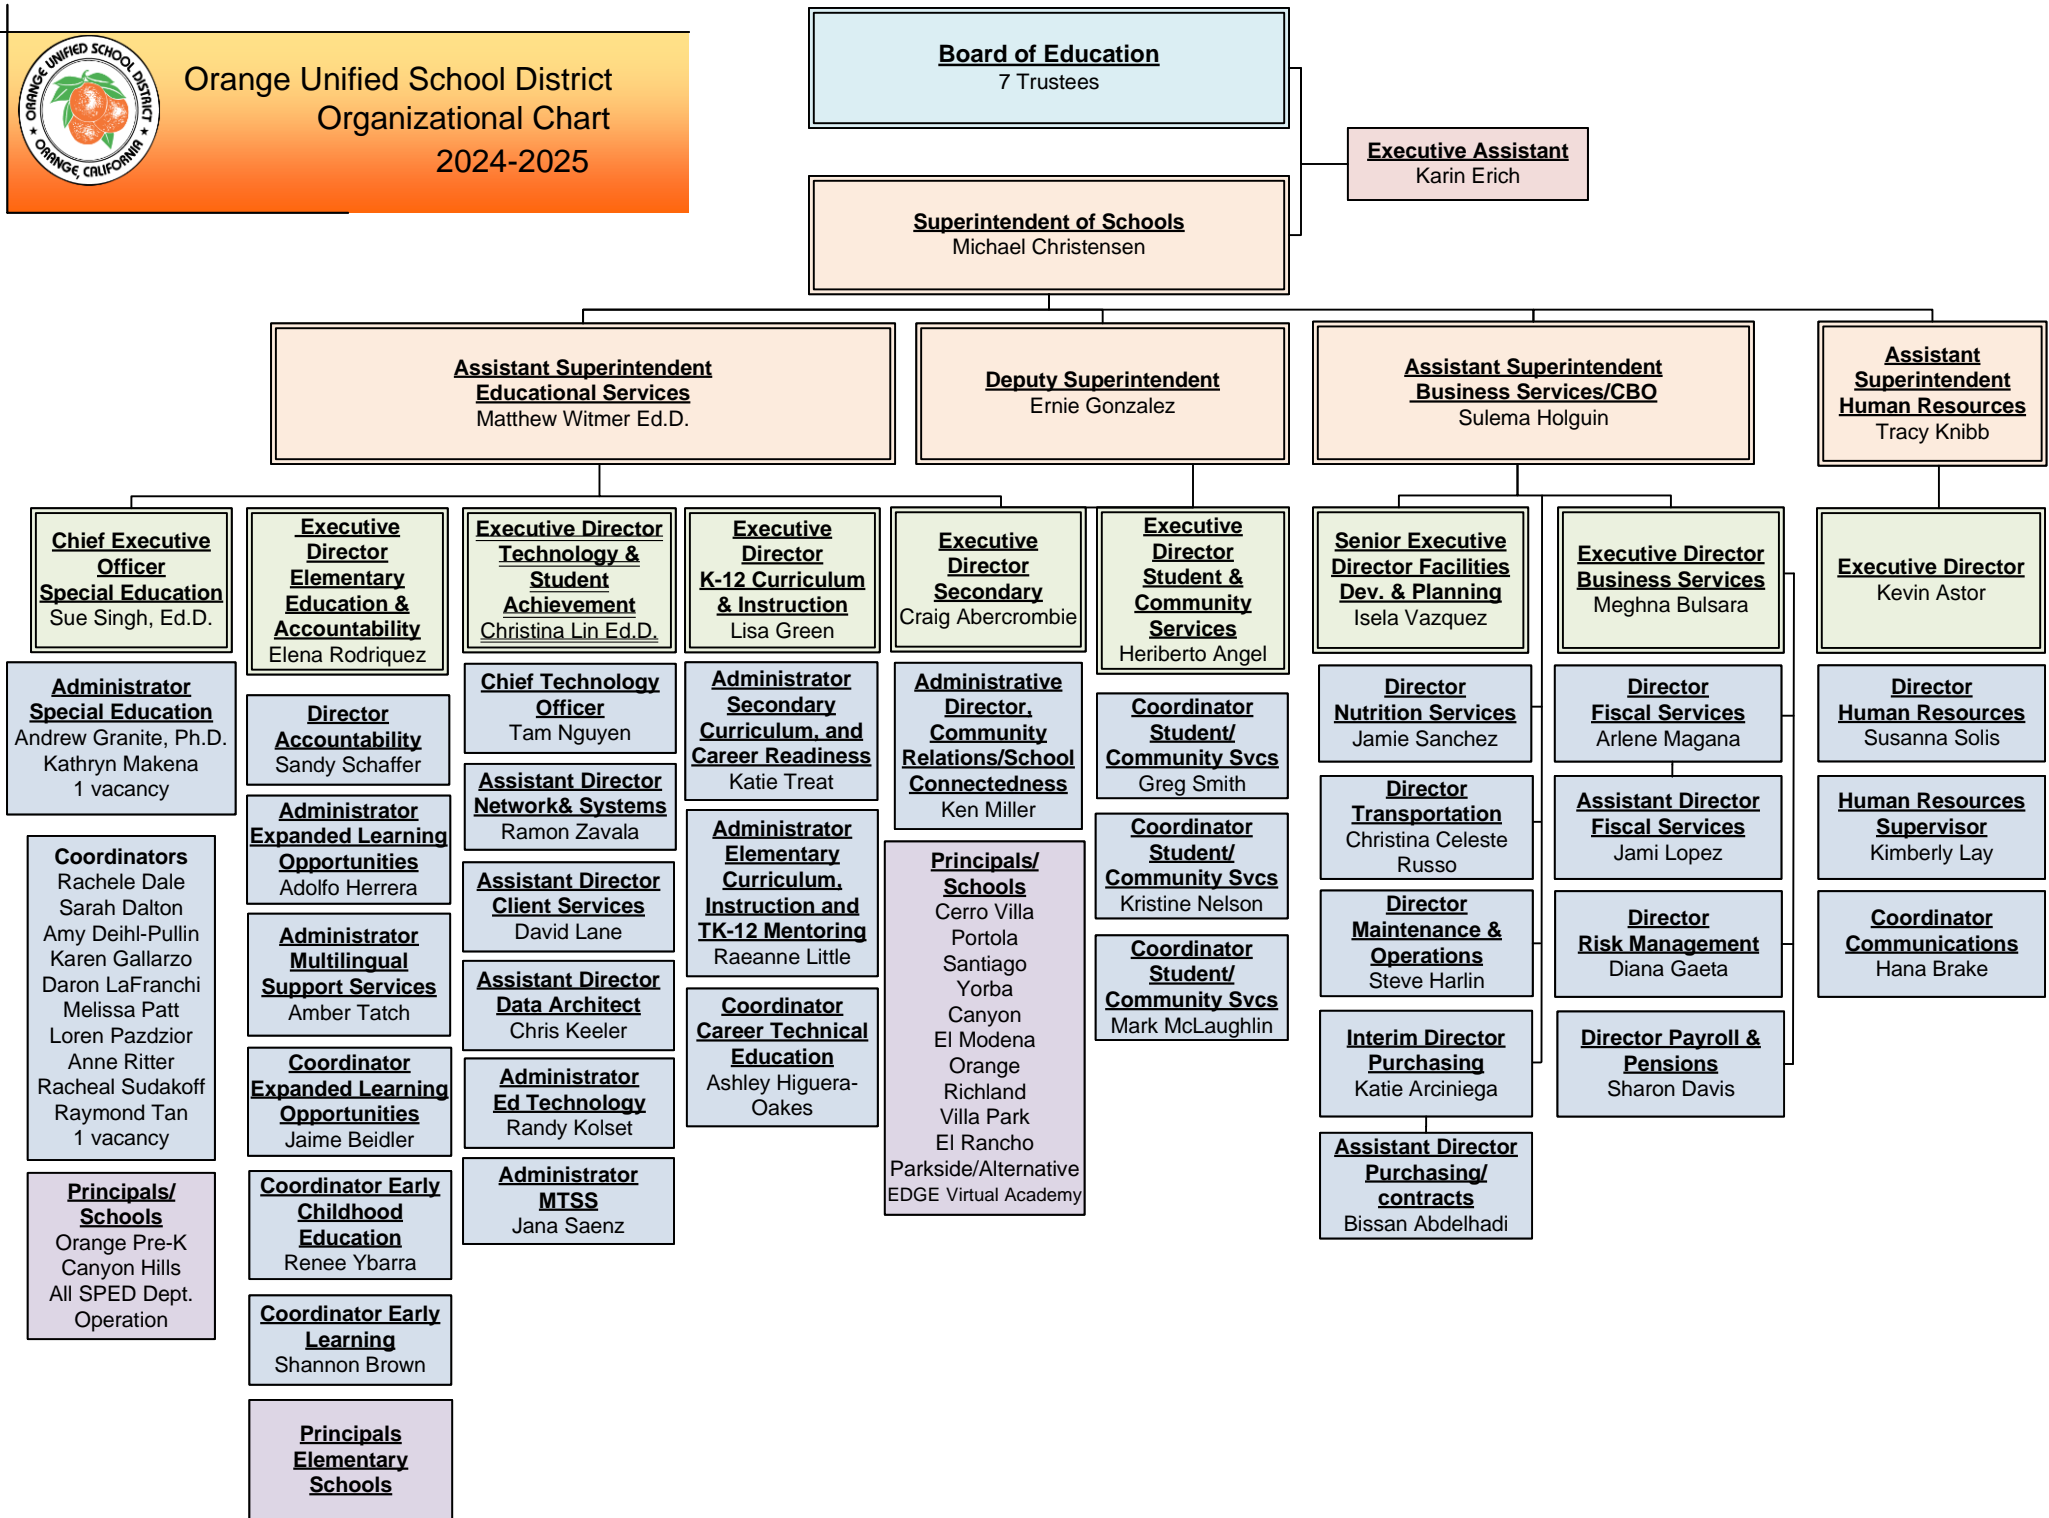 ORANGE UNIFIED SCHOOL DISTRICT
ORANGE, CALIFORNIA
Orange Unified School District
Organizational Chart
2024-2025
Board of Education
7 Trustees
Executive Assistant
Karin Erich
Superintendent of Schools
Michael Christensen
Assistant Superintendent
Educational Services
Matthew Witmer Ed.D.
Deputy Superintendent
Ernie Gonzalez
Assistant Superintendent
Business Services/CBO
Sulema Holguin
Assistant
Superintendent
Human Resources
Tracy Knibb
Chief Executive
Officer
Special Education
Sue Singh, Ed.D.
Administrator
Special Education
Andrew Granite, Ph.D.
Kathryn Makena
1 vacancy
Coordinators
Rachele Dale
Sarah Dalton
Amy Deihl-Pullin
Karen Gallarzo
Daron LaFranchi
Melissa Patt
Loren Pazdzior
Anne Ritter
Racheal Sudakoff
Raymond Tan
1 vacancy
Principals/
Schools
Orange Pre-K
Canyon Hills
All SPED Dept.
Operation
Executive
Director
Elementary
Education &
Accountability
Elena Rodriquez
Director
Accountability
Sandy Schaffer
Administrator
Expanded Learning
Opportunities
Adolfo Herrera
Administrator
Multilingual
Support Services
Amber Tatch
Coordinator
Expanded Learning
Opportunities
Jaime Beidler
Coordinator Early
Childhood
Education
Renee Ybarra
Coordinator Early
Learning
Shannon Brown
Principals
Elementary
Schools
Executive Director
Technology &
Student
Achievement
Christina Lin Ed.D.
Chief Technology
Officer
Tam Nguyen
Assistant Director
Network& Systems
Ramon Zavala
Assistant Director
Client Services
David Lane
Assistant Director
Data Architect
Chris Keeler
Administrator
Ed Technology
Randy Kolset
Administrator
MTSS
Jana Saenz
Executive
Director
K-12 Curriculum
& Instruction
Lisa Green
Administrator
Secondary
Curriculum, and
Career Readiness
Katie Treat
Administrator
Elementary
Curriculum,
Instruction and
TK-12 Mentoring
Raeanne Little
Coordinator
Career Technical
Education
Ashley Higuera-
Oakes
Executive
Director
Secondary
Craig Abercrombie
Administrative
Director,
Community
Relations/School
Connectedness
Ken Miller
Principals/
Schools
Cerro Villa
Portola
Santiago
Yorba
Canyon
El Modena
Orange
Richland
Villa Park
El Rancho
Parkside/Alternative
EDGE Virtual Academy
Executive
Director
Student &
Community
Services
Heriberto Angel
Coordinator
Student/
Community Svcs
Greg Smith
Coordinator
Student/
Community Svcs
Kristine Nelson
Coordinator
Student/
Community Svcs
Mark McLaughlin
Senior Executive
Director Facilities
Dev. & Planning
Isela Vazquez
Director
Nutrition Services
Jamie Sanchez
Director
Transportation
Christina Celeste
Russo
Director
Maintenance &
Operations
Steve Harlin
Interim Director
Purchasing
Katie Arciniega
Assistant Director
Purchasing/
contracts
Bissan Abdelhadi
Executive Director
Business Services
Meghna Bulsara
Director
Fiscal Services
Arlene Magana
Assistant Director
Fiscal Services
Jami Lopez
Director
Risk Management
Diana Gaeta
Director Payroll &
Pensions
Sharon Davis
Executive Director
Kevin Astor
Director
Human Resources
Susanna Solis
Human Resources
Supervisor
Kimberly Lay
Coordinator
Communications
Hana Brake